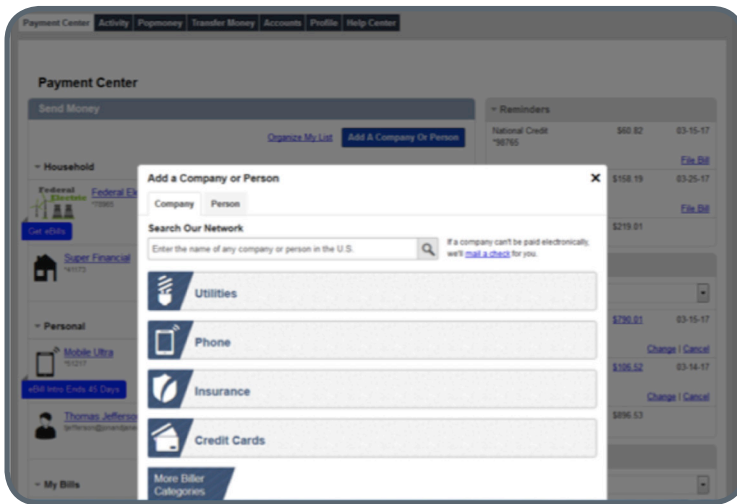 Payment Center Activity Popmoney Transfer Money Accounts Profile Help Center
Payment Center
Send Money
Organize My List Add A Company Or Person
Household
Federal Electric
Federal El
*78965
Get eBills
Super Financial
*41173
Personal
Mobile Ultra
*51217
eBill Intro Ends 45 Days
Thomas Jefferso
My Bills
Add a Company or Person X
Company Person
Search Our Network
Enter the name of any company or person in the U.S.
If a company can't be paid electronically,
we'll mail a check for you.
Utilities
Phone
Insurance
Credit Cards
More Biller
Categories
Reminders
National Credit $60.82 03-15-17
*98765
File Bill
$158.19 03-25-17
File Bill
$219.01
$790.01 03-15-17
Change | Cancel
$106.52 03-14-17
Change | Cancel
$896.53